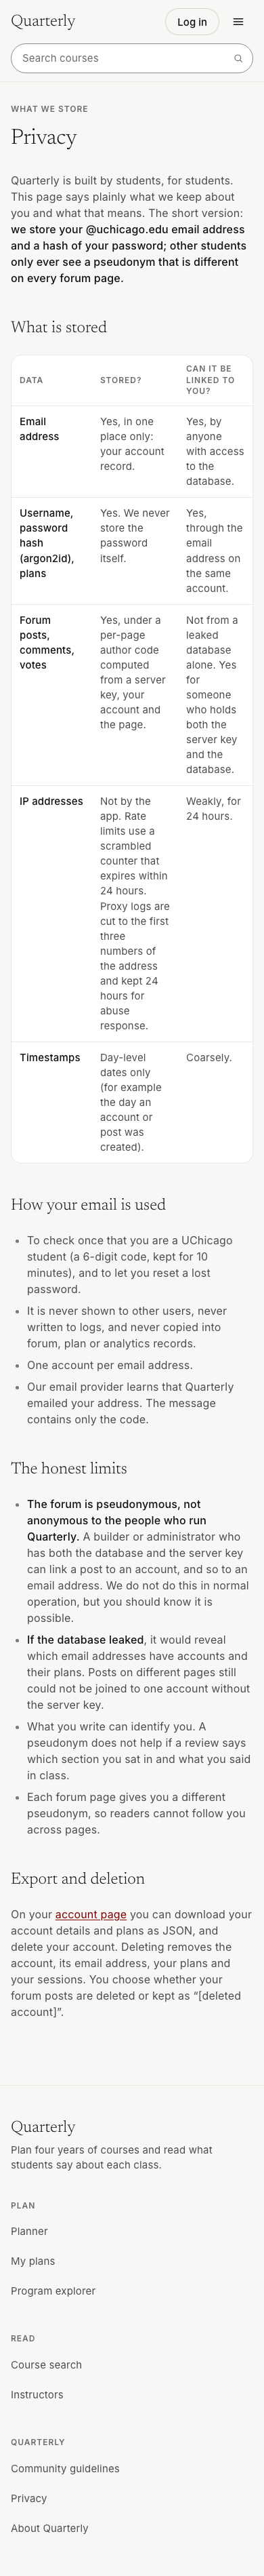 Quarterly
Log in
Search courses
WHAT WE STORE
Privacy
Quarterly is built by students, for students.
This page says plainly what we keep about
you and what that means. The short version:
we store your @uchicago.edu email address
and a hash of your password; other students
only ever see a pseudonym that is different
on every forum page.
What is stored
DATA
STORED?
CAN IT BE
LINKED TO
YOU?
Email
address
Yes, in one
place only:
your account
record.
Yes, by
anyone
with access
to the
database.
Username,
password
hash
(argon2id),
plans
Yes. We never
store the
password
itself.
Yes,
through the
email
address on
the same
account.
Forum
posts,
comments,
votes
Yes, under a
per-page
author code
computed
from a server
key, your
account and
the page.
Not from a
leaked
database
alone. Yes
for
someone
who holds
both the
server key
and the
database.
IP addresses
Not by the
app. Rate
limits use a
scrambled
counter that
expires within
24 hours.
Proxy logs are
cut to the first
three
numbers of
the address
and kept 24
hours for
abuse
response.
Weakly, for
24 hours.
Timestamps
Day-level
dates only
(for example
the day an
account or
post was
created).
Coarsely.
How your email is used
• To check once that you are a UChicago
student (a 6-digit code, kept for 10
minutes), and to let you reset a lost
password.
• It is never shown to other users, never
written to logs, and never copied into
forum, plan or analytics records.
• One account per email address.
• Our email provider learns that Quarterly
emailed your address. The message
contains only the code.
The honest limits
• The forum is pseudonymous, not
anonymous to the people who run
Quarterly. A builder or administrator who
has both the database and the server key
can link a post to an account, and so to an
email address. We do not do this in normal
operation, but you should know it is
possible.
• If the database leaked, it would reveal
which email addresses have accounts and
their plans. Posts on different pages still
could not be joined to one account without
the server key.
• What you write can identify you. A
pseudonym does not help if a review says
which section you sat in and what you said
in class.
• Each forum page gives you a different
pseudonym, so readers cannot follow you
across pages.
Export and deletion
On your account page you can download your
account details and plans as JSON, and
delete your account. Deleting removes the
account, its email address, your plans and
your sessions. You choose whether your
forum posts are deleted or kept as “[deleted
account]”.
Quarterly
Plan four years of courses and read what
students say about each class.
PLAN
Planner
My plans
Program explorer
READ
Course search
Instructors
QUARTERLY
Community guidelines
Privacy
About Quarterly